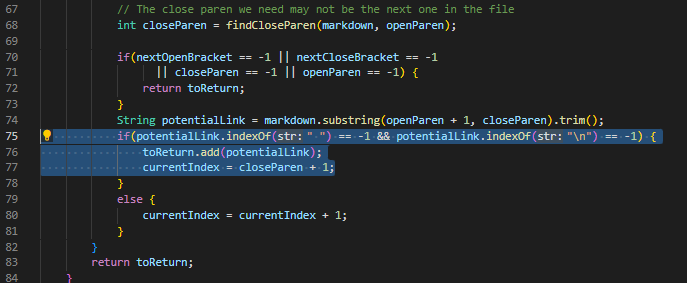 67 // The close paren we need may not be the next one in the file
68 int closeParen = findCloseParen(markdown, openParen);
69
70 if(nextOpenBracket == -1 || nextCloseBracket == -1
71 || closeParen == -1 || openParen == -1) {
72 return toReturn;
73 }
74 String potentialLink = markdown.substring(openParen + 1, closeParen).trim();
75 if(potentialLink.indexOf(str: " ") == -1 && potentialLink.indexOf(str: "\n") == -1) {
76 toReturn.add(potentialLink);
77 currentIndex = closeParen + 1;
78 }
79 else {
80 currentIndex = currentIndex + 1;
81 }
82 }
83 return toReturn;
84 }